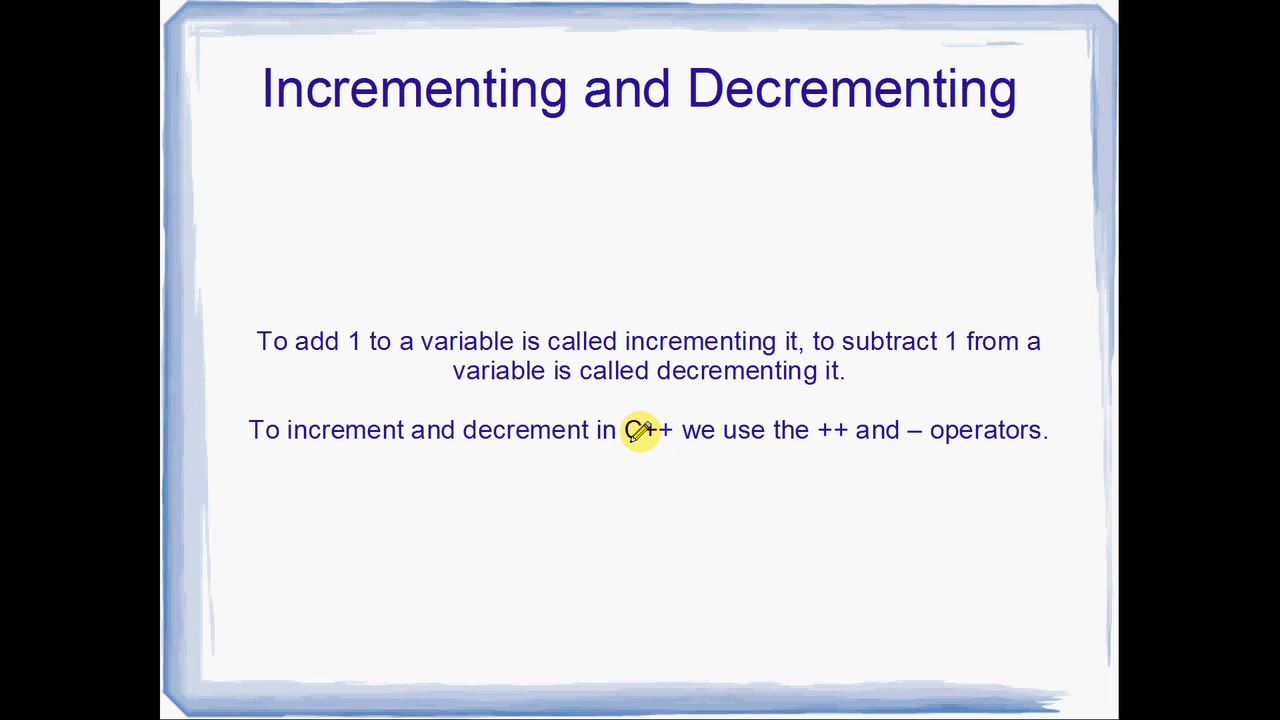 Incrementing and Decrementing
To add 1 to a variable is called incrementing it, to subtract 1 from a
variable is called decrementing it.
To increment and decrement in C++ we use the ++ and – operators.